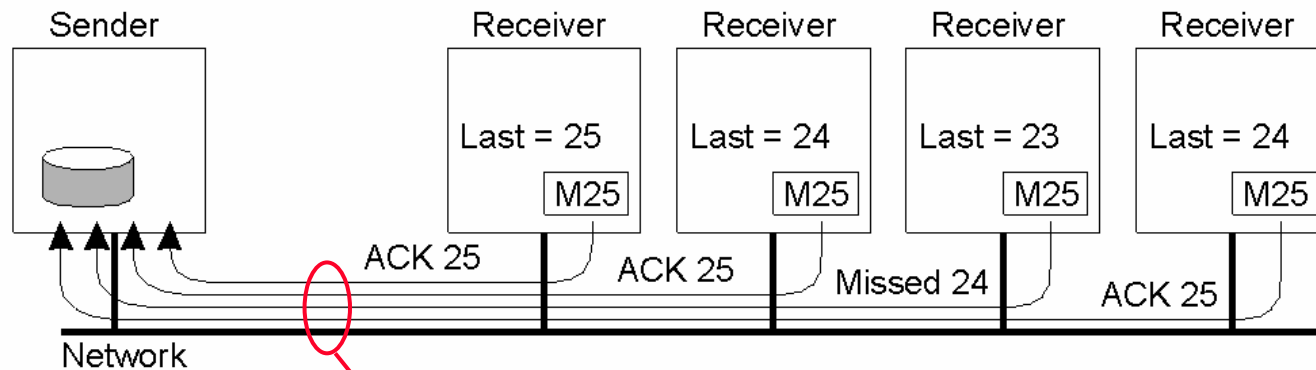 Sender Receiver Receiver Receiver Receiver
Last = 25 Last = 24 Last = 23 Last = 24
M25 M25 M25 M25
ACK 25 ACK 25 Missed 24 ACK 25
Network